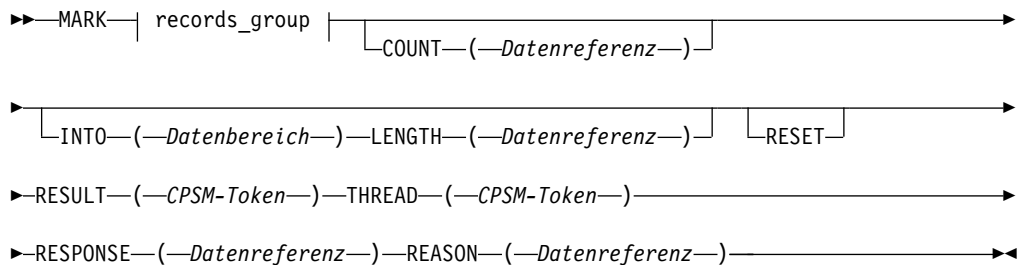 MARK records_group
COUNT ( Datenreferenz )
INTO ( Datenbereich ) LENGTH ( Datenreferenz ) RESET
RESULT ( CPSM-Token ) THREAD ( CPSM-Token )
RESPONSE ( Datenreferenz ) REASON ( Datenreferenz )